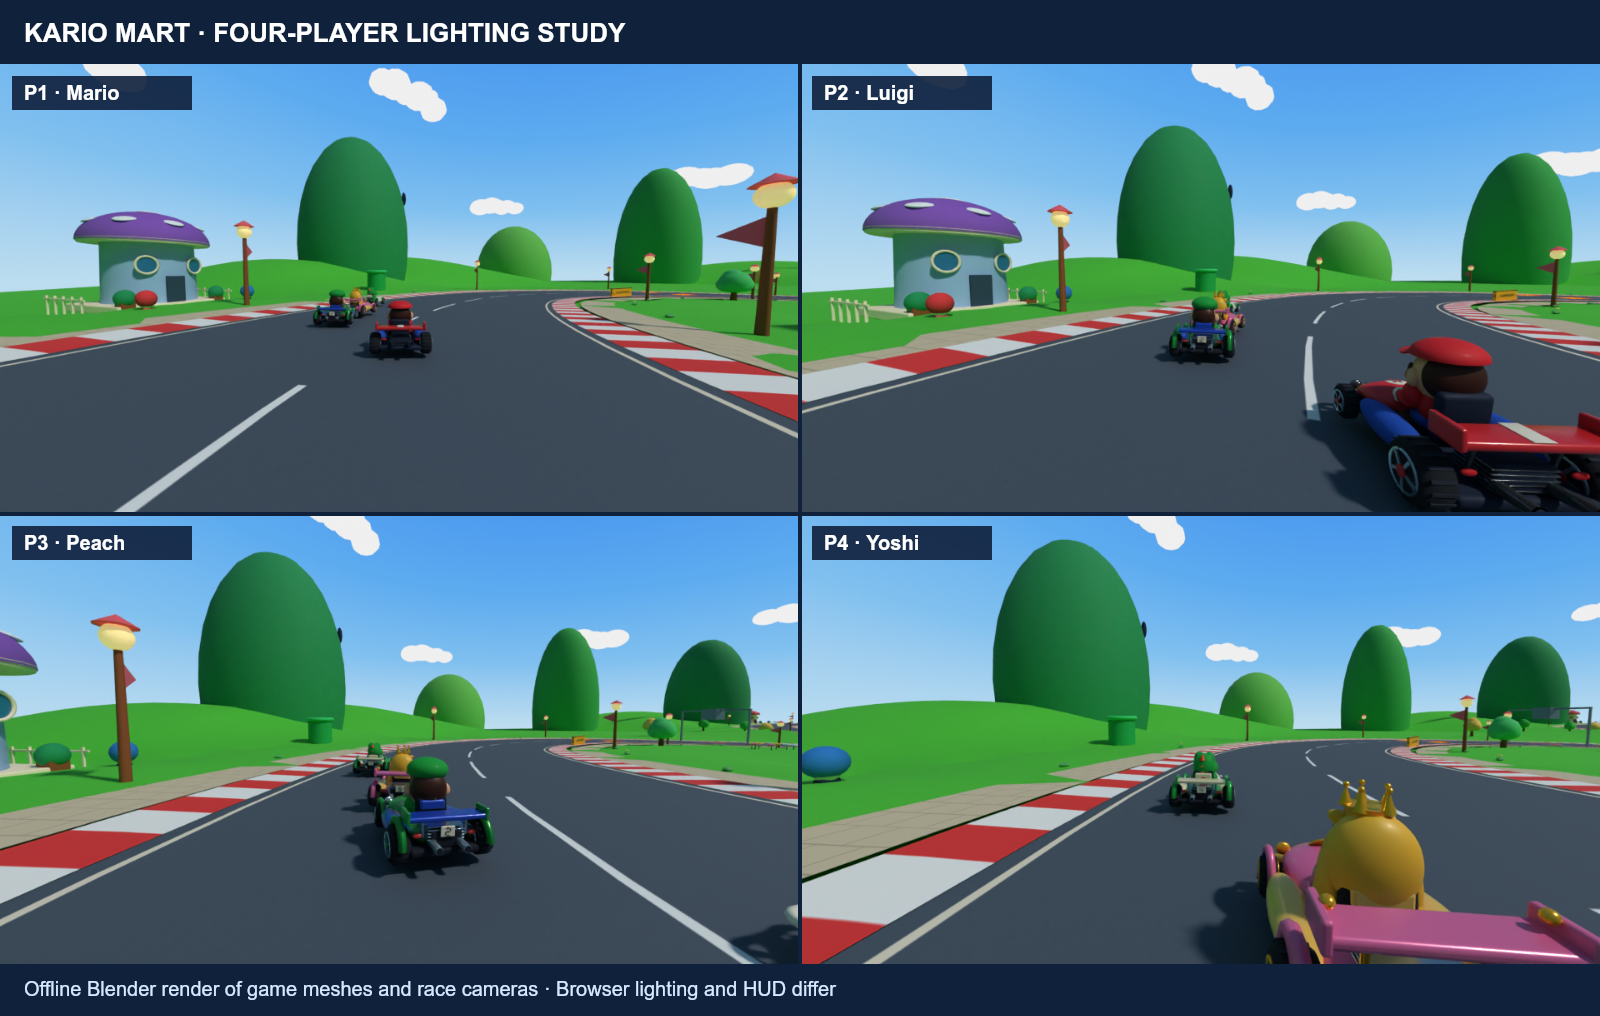 KARIO MART · FOUR-PLAYER LIGHTING STUDY
P1 · Mario
P2 · Luigi
P3 · Peach
P4 · Yoshi
2
Offline Blender render of game meshes and race cameras · Browser lighting and HUD differ